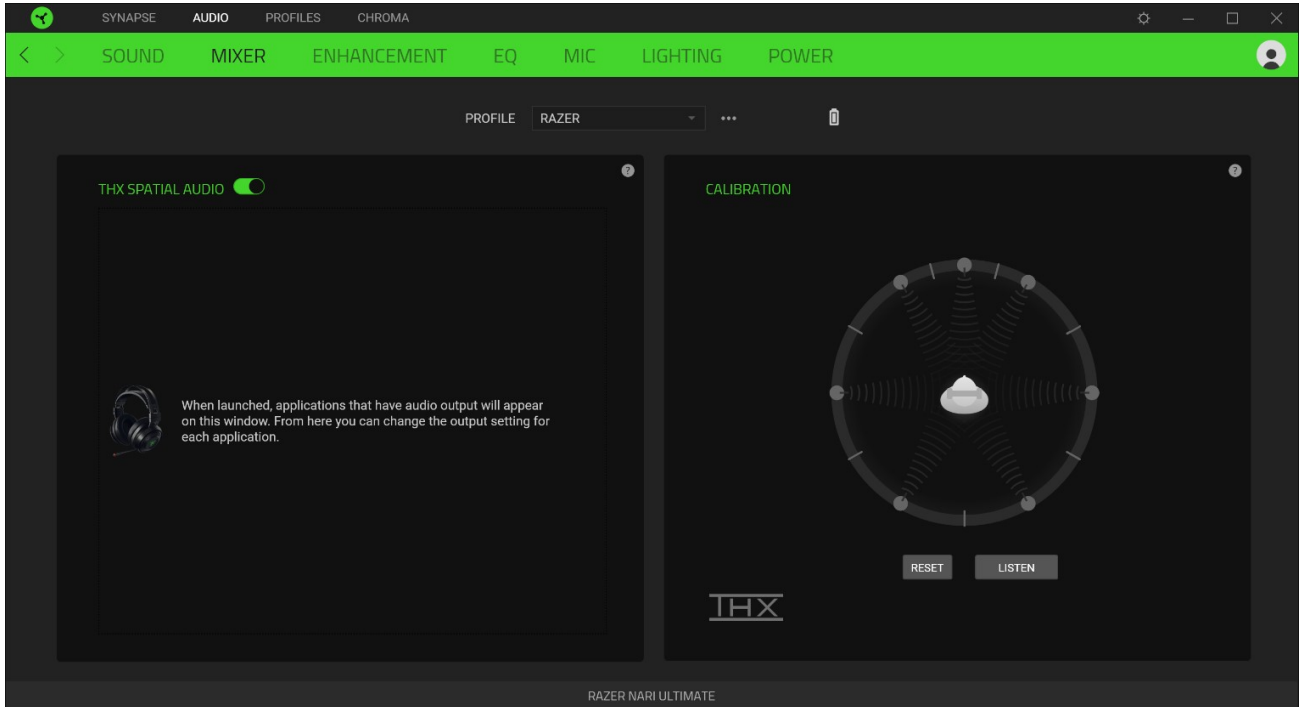 SYNAPSE AUDIO PROFILES CHROMA
SOUND MIXER ENHANCEMENT EQ MIC LIGHTING POWER
PROFILE RAZER
THX SPATIAL AUDIO
?
When launched, applications that have audio output will appear
on this window. From here you can change the output setting for
each application.
CALIBRATION
?
RESET LISTEN
THX
RAZER NARI ULTIMATE